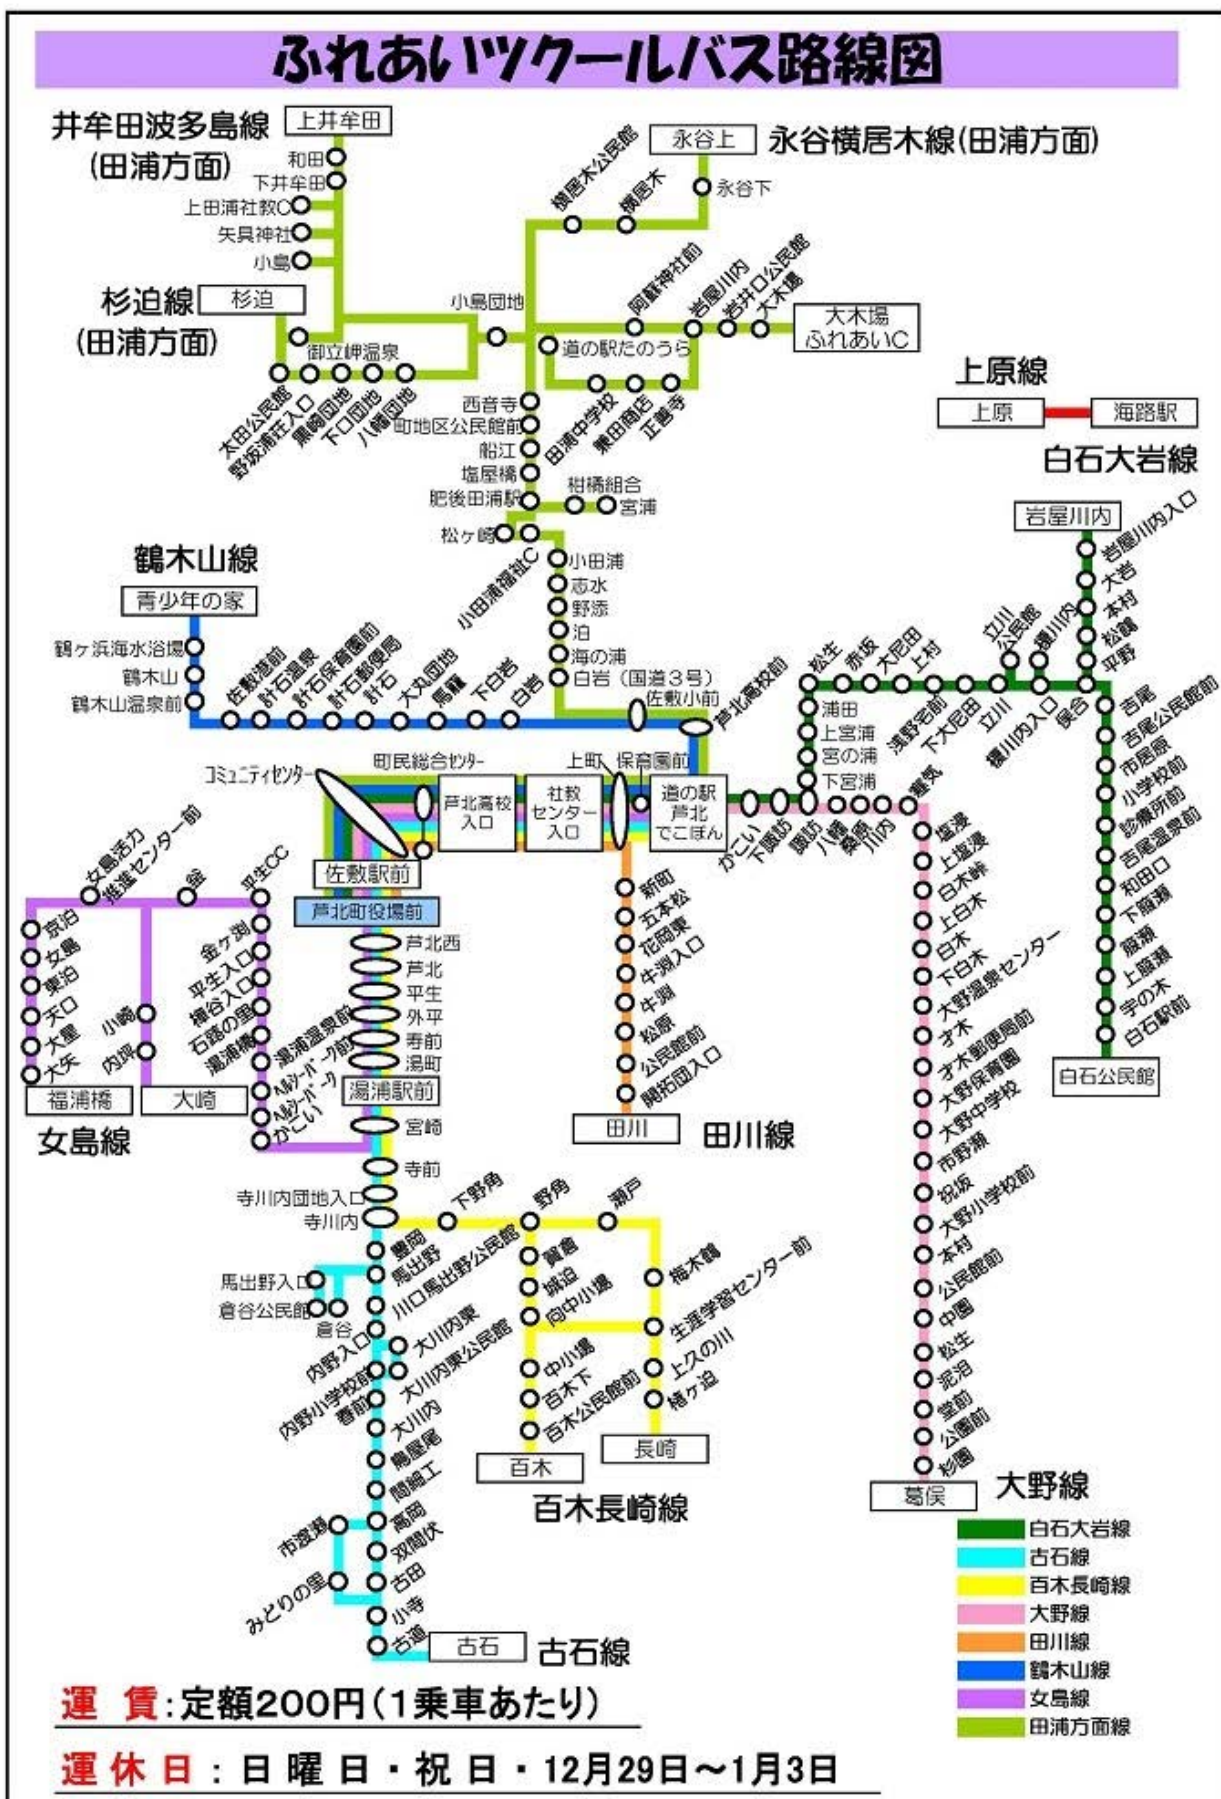 ふれあいツクールバス路線図
井牟田波多島線
(田浦方面)
上井牟田
和田
下井牟田
上田浦社教C
矢具神社
小島
杉迫線
(田浦方面)
杉迫
御立岬温泉
太田公民館
野坂浦荘入口
黒崎団地
下口団地
八幡団地
小島団地
永谷横居木線(田浦方面)
永谷上
永谷下
横居木
横居木公民館
阿蘇神社前
岩屋川内
岩井口公民館
大木場
大木場
ふれあいC
道の駅たのうら
田浦中学校
兼田商店
正善寺
西音寺
町地区公民館前
船江
塩屋橋
肥後田浦駅
柑橘組合
宮浦
松ヶ崎
小田浦福祉C
小田浦
志水
野添
泊
海の浦
白岩(国道3号)
佐敷小前
芦北高校前
上原線
上原
海路駅
白石大岩線
岩屋川内
岩屋川内入口
大岩
本村
松鶴
平野
榎川内
立川
公民館
松生
赤坂
大尼田
上村
浅野宅前
下大尼田
立川
榎川内入口
俣合
浦田
上宮浦
宮の浦
下宮浦
吉尾
吉尾公民館前
市居原
小学校前
診療所前
吉尾温泉前
和田口
下箙瀬
箙瀬
上箙瀬
宇の木
白石駅前
白石公民館
鶴木山線
青少年の家
鶴ヶ浜海水浴場
鶴木山
鶴木山温泉前
佐敷港前
計石温泉
計石保育園前
計石郵便局
計石
大丸団地
馬籠
下白岩
白岩
コミュニティセンター
町民総合センター
上町
保育園前
芦北高校
入口
社教
センター
入口
道の駅
芦北
でこぽん
佐敷駅前
芦北町役場前
かこい
下諏訪
諏訪
八幡
桑原
川内
寒気
塩浸
上塩浸
白木峠
上白木
白木
下白木
大野温泉センター
才木
才木郵便局前
大野保育園
大野中学校
市野瀬
祝坂
大野小学校前
本村
公民館前
中園
松生
泥沼
堂前
公園前
杉園
葛俣
大野線
新町
五本松
花岡東
牛淵入口
牛淵
松原
公民館前
開拓団入口
田川
田川線
女島活力
推進センター前
釜
平生CC
京泊
女島
東泊
天口
大屋
大矢
福浦橋
小崎
内坪
大崎
女島線
金ヶ渕
平生入口
樽谷入口
石路の里
湯浦橋
湯浦温泉前
ヘルシーパーク前
ヘルシーパーク
かこい
芦北西
芦北
平生
外平
寿前
湯町
湯浦駅前
宮崎
寺前
寺川内団地入口
寺川内
下野角
野角
瀬戸
賀倉
城迫
向中小場
中小場
百木下
百木公民館前
百木
梅木鶴
生涯学習センター前
上久の川
植ヶ迫
長崎
百木長崎線
豊岡
馬出野
馬出野入口
倉谷公民館
倉谷
川口馬出野公民館
内野入口
大川内東
大川内東公民館
内野小学校前
春前
大川内
鳥屋尾
間細工
高岡
市渡瀬
双間伏
みどりの里
古田
小寺
古道
古石
古石線
白石大岩線
古石線
百木長崎線
大野線
田川線
鶴木山線
女島線
田浦方面線
運 賃:定額200円(1乗車あたり)
運 休 日 : 日 曜 日 ・ 祝 日 ・ 12月29日～1月3日